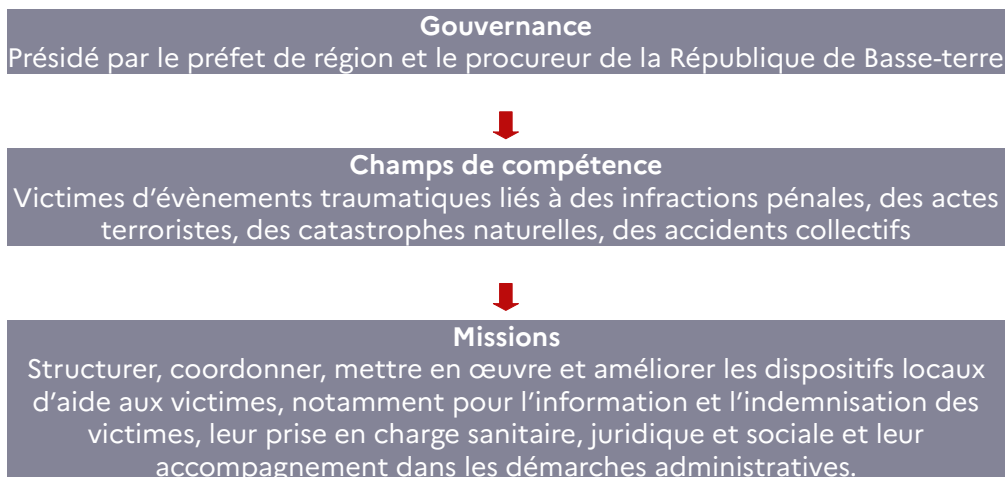 Gouvernance
Présidé par le préfet de région et le procureur de la République de Basse-terre
Champs de compétence
Victimes d’évènements traumatiques liés à des infractions pénales, des actes
terroristes, des catastrophes naturelles, des accidents collectifs
Missions
Structurer, coordonner, mettre en œuvre et améliorer les dispositifs locaux
d’aide aux victimes, notamment pour l’information et l’indemnisation des
victimes, leur prise en charge sanitaire, juridique et sociale et leur
accompagnement dans les démarches administratives.